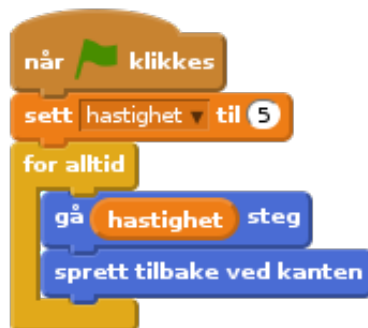 når klikkes
sett hastighet til 5
for alltid
gå hastighet steg
sprett tilbake ved kanten